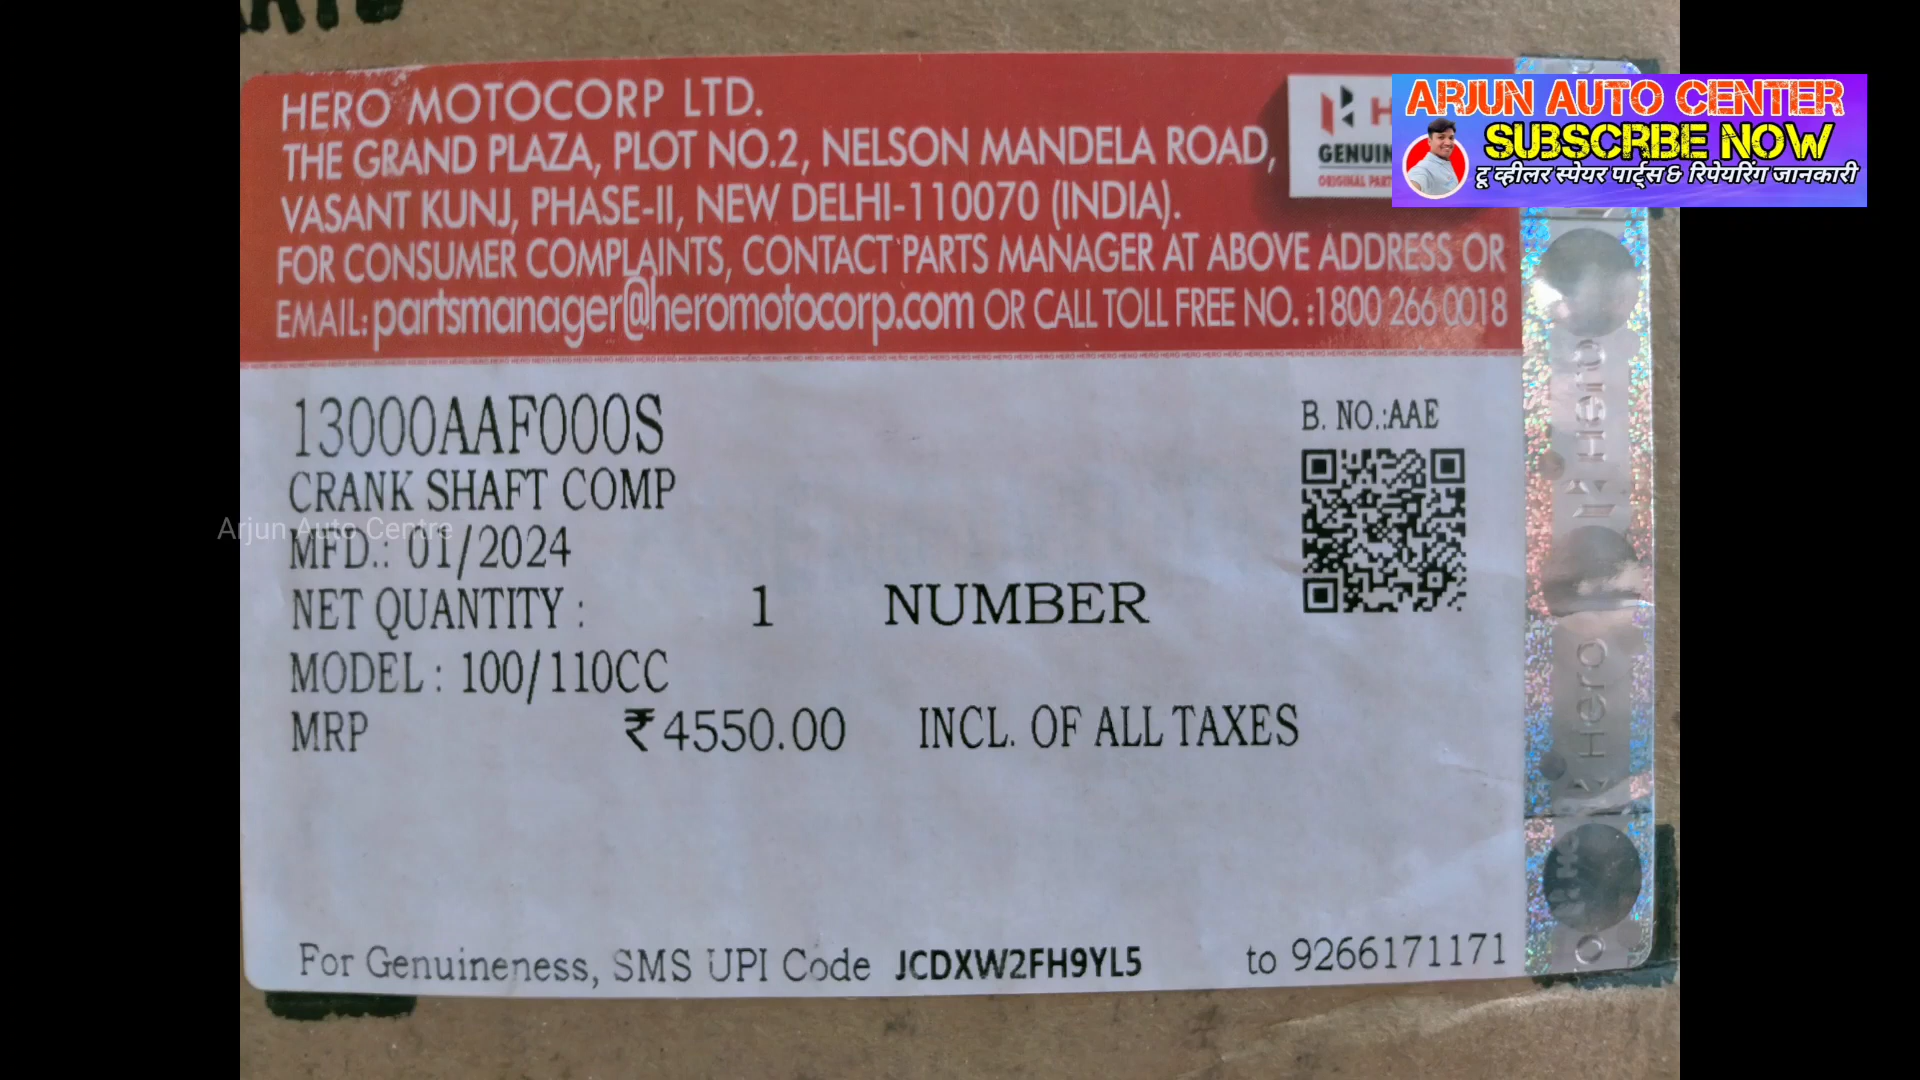 HERO MOTOCORP LTD.
THE GRAND PLAZA, PLOT NO.2, NELSON MANDELA ROAD,
VASANT KUNJ, PHASE-II, NEW DELHI-110070 (INDIA).
FOR CONSUMER COMPLAINTS, CONTACT PARTS MANAGER AT ABOVE ADDRESS OR
EMAIL: partsmanager@heromotocorp.com OR CALL TOLL FREE NO. :1800 266 0018
ARJUN AUTO CENTER
SUBSCRBE NOW
टू व्हीलर स्पेयर पार्ट्स & रिपेयरिंग जानकारी
13000AAF000S
CRANK SHAFT COMP
Arjun Auto Centre
MFD.: 01/2024
NET QUANTITY : 1 NUMBER
MODEL : 100/110CC
MRP ₹4550.00 INCL. OF ALL TAXES
B. NO.:AAE
For Genuineness, SMS UPI Code JCDXW2FH9YL5 to 9266171171
Hero
Hero